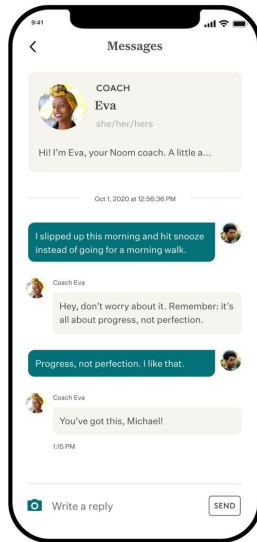 9:41
Messages
COACH
Eva
she/her/hers
Hi! I'm Eva, your Noom coach. A little a...
Oct 1, 2020 at 12:56:36 PM
I slipped up this morning and hit snooze
instead of going for a morning walk.
Coach Eva
Hey, don't worry about it. Remember: it's
all about progress, not perfection.
Progress, not perfection. I like that.
Coach Eva
You've got this, Michael!
1:15 PM
Write a reply
SEND